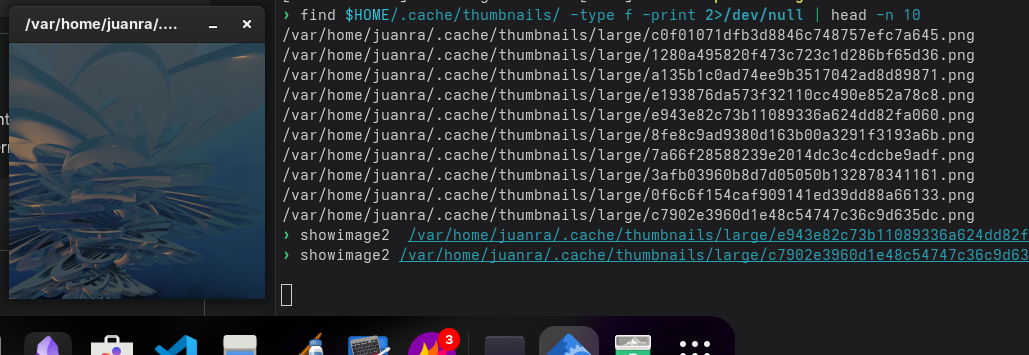 /var/home/juanra/....
› find $HOME/.cache/thumbnails/ -type f -print 2>/dev/null | head -n 10
/var/home/juanra/.cache/thumbnails/large/c0f01071dfb3d8846c748757efc7a645.png
/var/home/juanra/.cache/thumbnails/large/1280a495820f473c723c1d286bf65d36.png
/var/home/juanra/.cache/thumbnails/large/a135b1c0ad74ee9b3517042ad8d89871.png
/var/home/juanra/.cache/thumbnails/large/e193876da573f32110cc490e852a78c8.png
/var/home/juanra/.cache/thumbnails/large/e943e82c73b11089336a624dd82fa060.png
/var/home/juanra/.cache/thumbnails/large/8fe8c9ad9380d163b00a3291f3193a6b.png
/var/home/juanra/.cache/thumbnails/large/7a66f28588239e2014dc3c4cdcbe9adf.png
/var/home/juanra/.cache/thumbnails/large/3afb03960b8d7d05050b132878341161.png
/var/home/juanra/.cache/thumbnails/large/0f6c6f154caf909141ed39dd88a66133.png
/var/home/juanra/.cache/thumbnails/large/c7902e3960d1e48c54747c36c9d635dc.png
› showimage2  /var/home/juanra/.cache/thumbnails/large/e943e82c73b11089336a624dd82f
› showimage2 /var/home/juanra/.cache/thumbnails/large/c7902e3960d1e48c54747c36c9d63
3